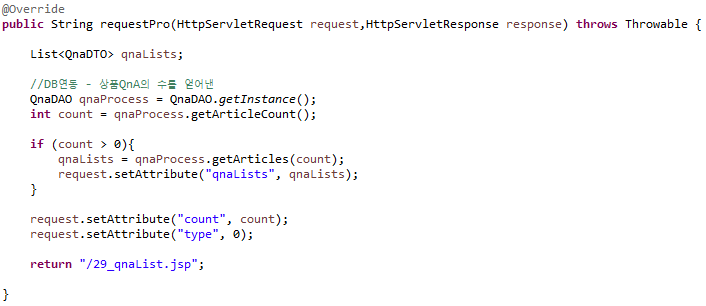 @Override
public String requestPro(HttpServletRequest request,HttpServletResponse response) throws Throwable {
List<QnaDTO> qnaLists;
//DB연동 - 상품QnA의 수를 얻어낸
QnaDAO qnaProcess = QnaDAO.getInstance();
int count = qnaProcess.getArticleCount();
if (count > 0){
qnaLists = qnaProcess.getArticles(count);
request.setAttribute("qnaLists", qnaLists);
}
request.setAttribute("count", count);
request.setAttribute("type", 0);
return "/29_qnaList.jsp";
}